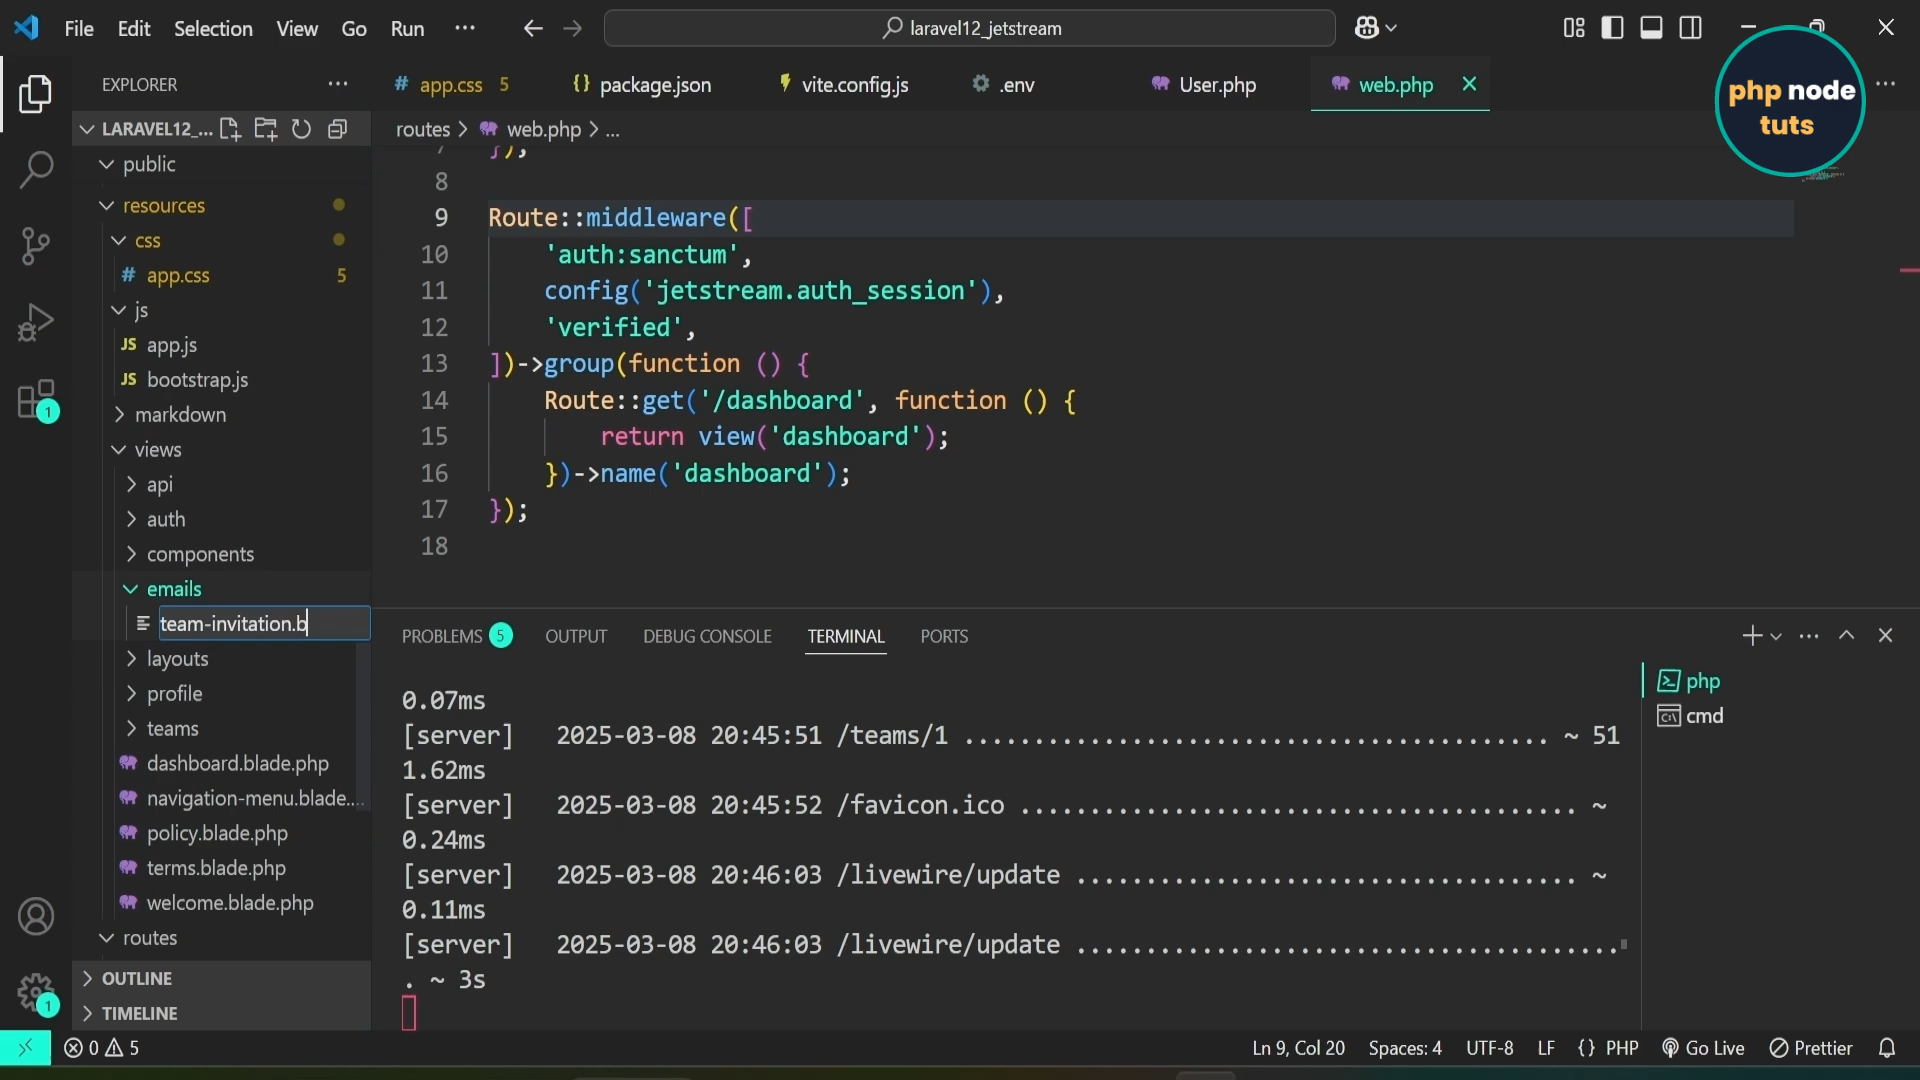 File Edit Selection View Go Run ...
laravel12_jetstream
php node
tuts
EXPLORER ...
LARAVEL12_...
public
resources
css
# app.css 5
js
JS app.js
JS bootstrap.js
markdown
views
api
auth
components
emails
team-invitation.b
layouts
profile
teams
dashboard.blade.php
navigation-menu.blade....
policy.blade.php
terms.blade.php
welcome.blade.php
routes
OUTLINE
TIMELINE
# app.css 5
{} package.json
vite.config.js
.env
User.php
web.php
routes > web.php > ...
7 });
8
9 Route::middleware([
10 'auth:sanctum',
11 config('jetstream.auth_session'),
12 'verified',
13 ])->group(function () {
14 Route::get('/dashboard', function () {
15 return view('dashboard');
16 })->name('dashboard');
17 });
18
PROBLEMS 5 OUTPUT DEBUG CONSOLE TERMINAL PORTS
0.07ms
[server] 2025-03-08 20:45:51 /teams/1 .......................................... ~ 51
1.62ms
[server] 2025-03-08 20:45:52 /favicon.ico ........................................ ~
0.24ms
[server] 2025-03-08 20:46:03 /livewire/update .................................... ~
0.11ms
[server] 2025-03-08 20:46:03 /livewire/update .......................................
. ~ 3s
php
cmd
1
1
0 5
Ln 9, Col 20 Spaces: 4 UTF-8 LF {} PHP Go Live Prettier